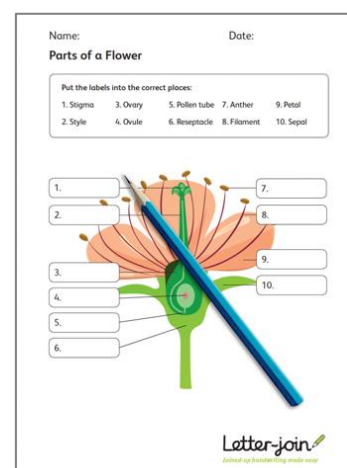 Name: Date:
Parts of a Flower
Put the labels into the correct places:
1. Stigma 3. Ovary 5. Pollen tube 7. Anther 9. Petal
2. Style 4. Ovule 6. Reseptacle 8. Filament 10. Sepal
1. 7.
2. 8.
9.
3. 10.
4.
5.
6.
Letter-join
Joined-up handwriting made easy